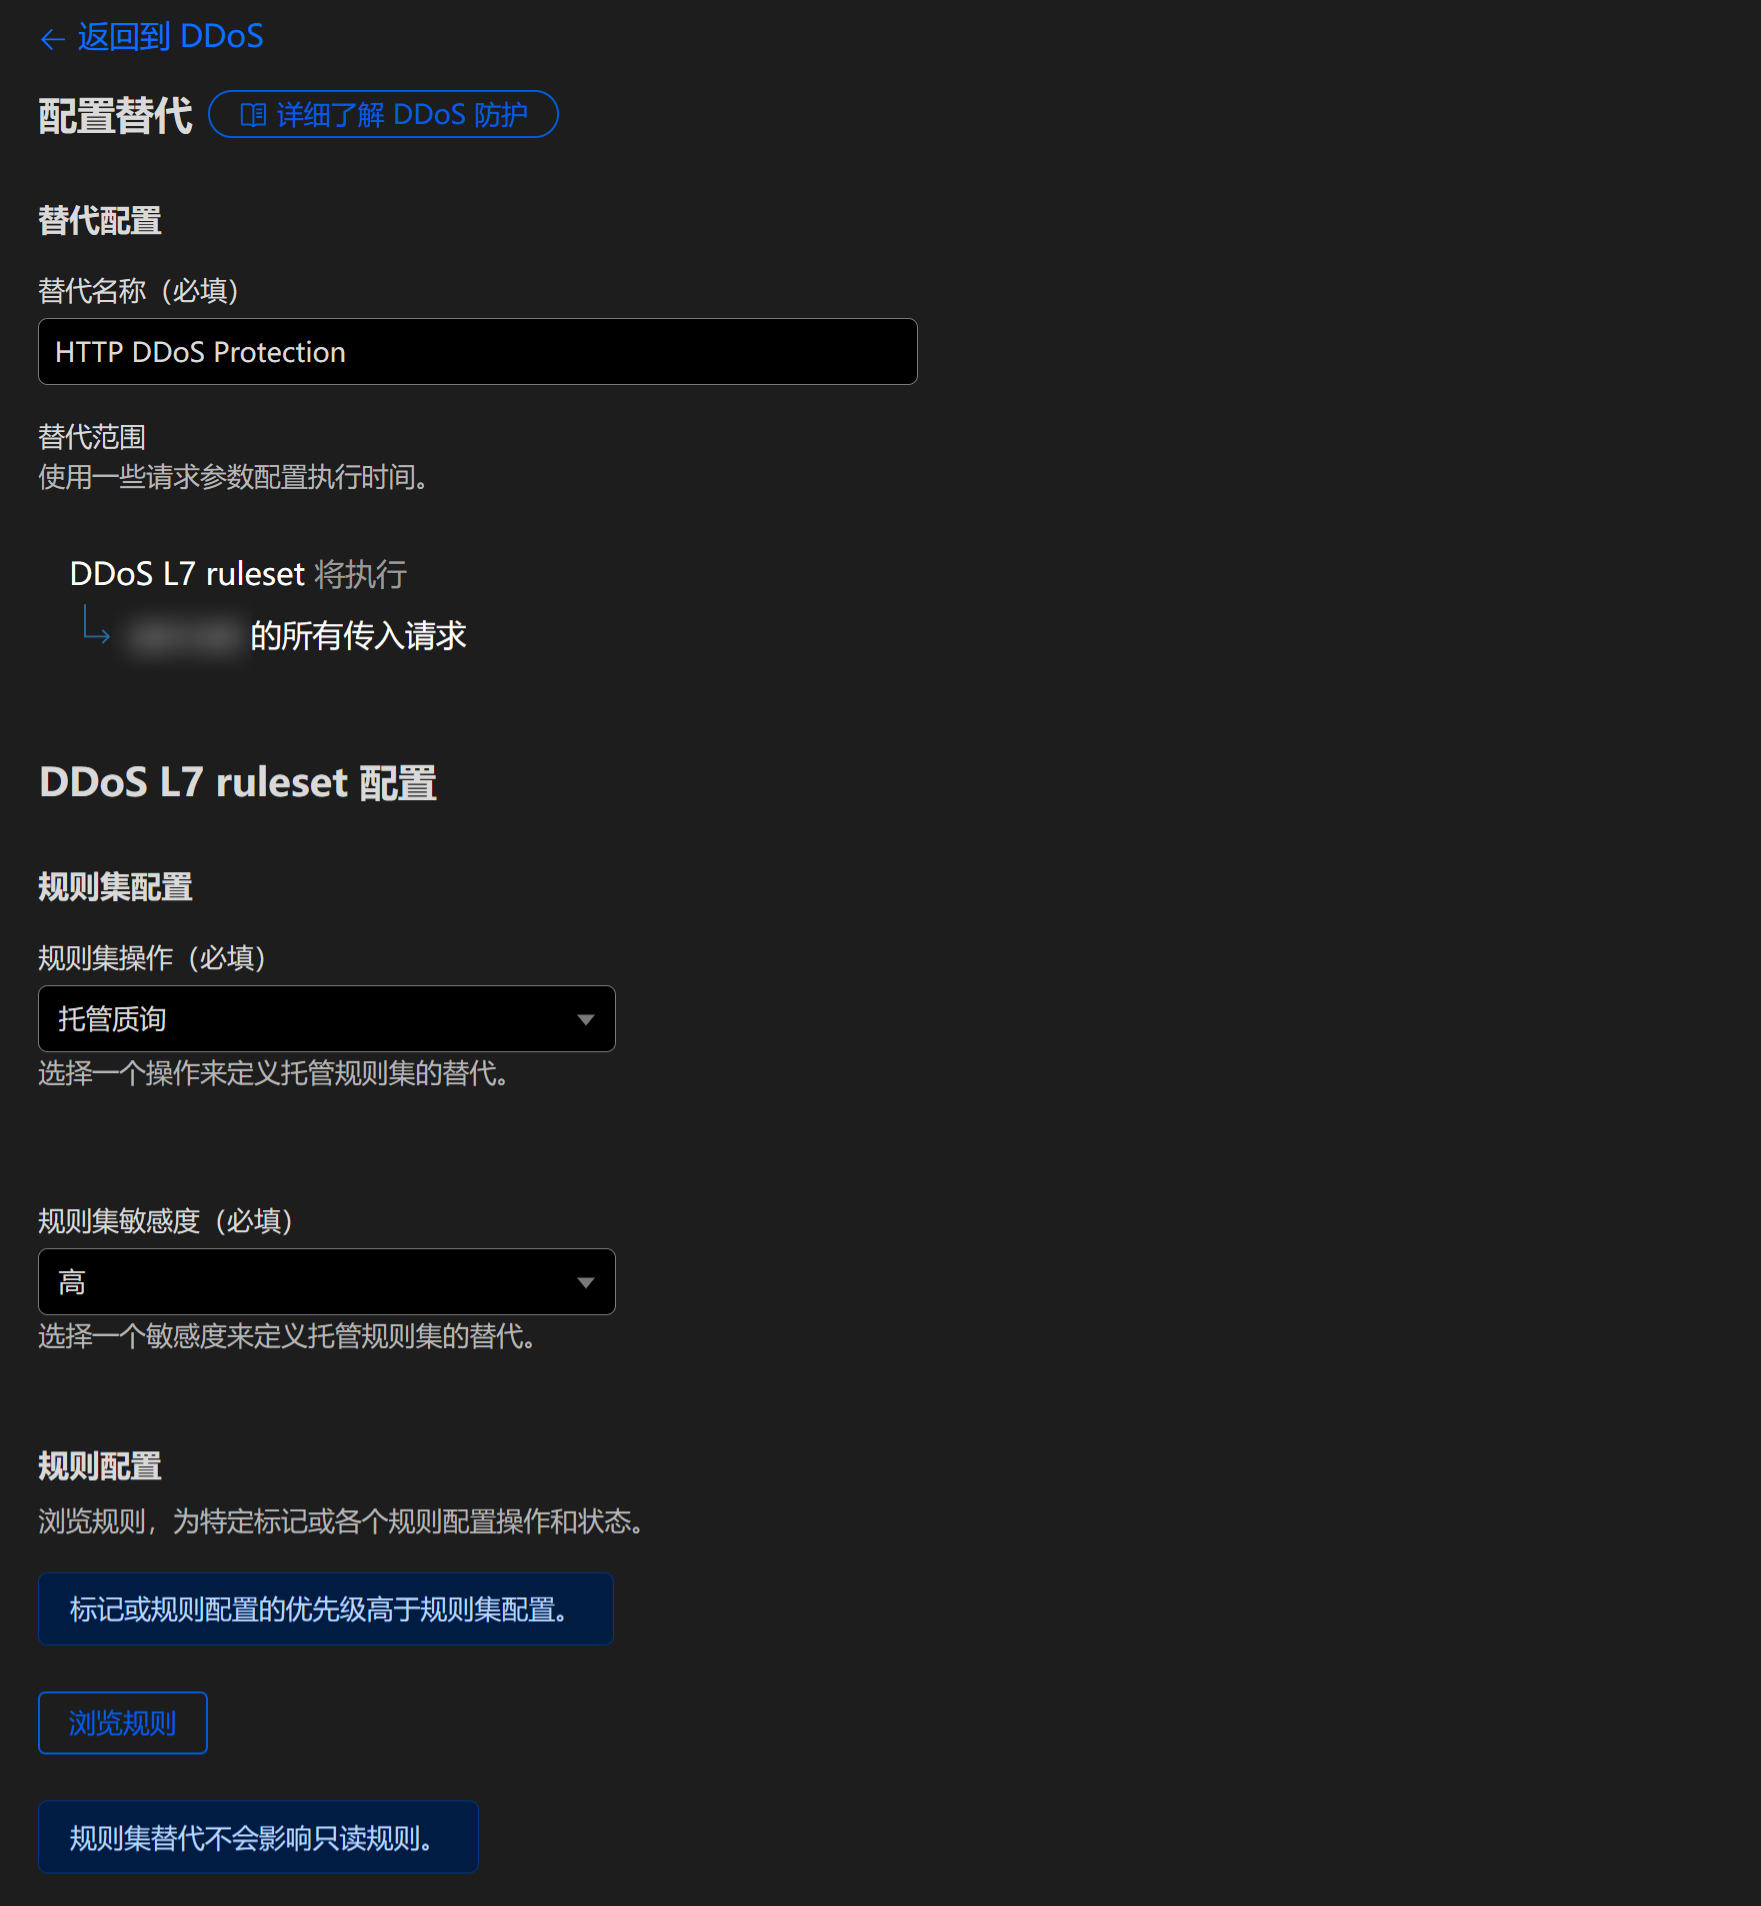 返回到 DDoS
配置替代
详细了解 DDoS 防护
替代配置
替代名称（必填）
HTTP DDoS Protection
替代范围
使用一些请求参数配置执行时间。
DDoS L7 ruleset 将执行
的所有传入请求
DDoS L7 ruleset 配置
规则集配置
规则集操作（必填）
托管质询
选择一个操作来定义托管规则集的替代。
规则集敏感度（必填）
高
选择一个敏感度来定义托管规则集的替代。
规则配置
浏览规则，为特定标记或各个规则配置操作和状态。
标记或规则配置的优先级高于规则集配置。
浏览规则
规则集替代不会影响只读规则。